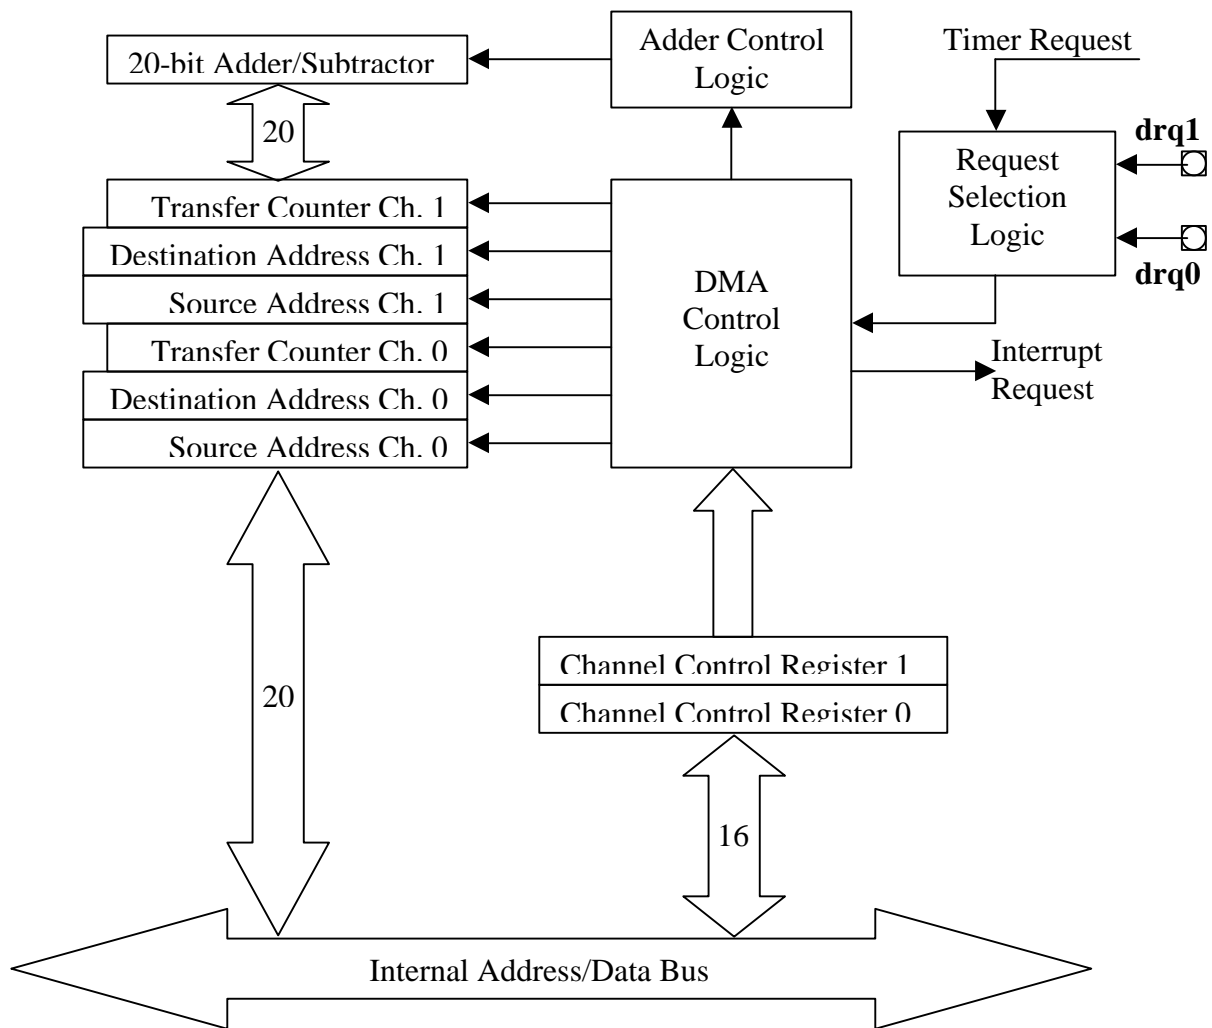 20-bit Adder/Subtractor
Adder Control
Logic
Timer Request
20
drq1
Request
Selection
Logic
drq0
Transfer Counter Ch. 1
Destination Address Ch. 1
Source Address Ch. 1
Transfer Counter Ch. 0
Destination Address Ch. 0
Source Address Ch. 0
DMA
Control
Logic
Interrupt
Request
20
Channel Control Register 1
Channel Control Register 0
16
Internal Address/Data Bus